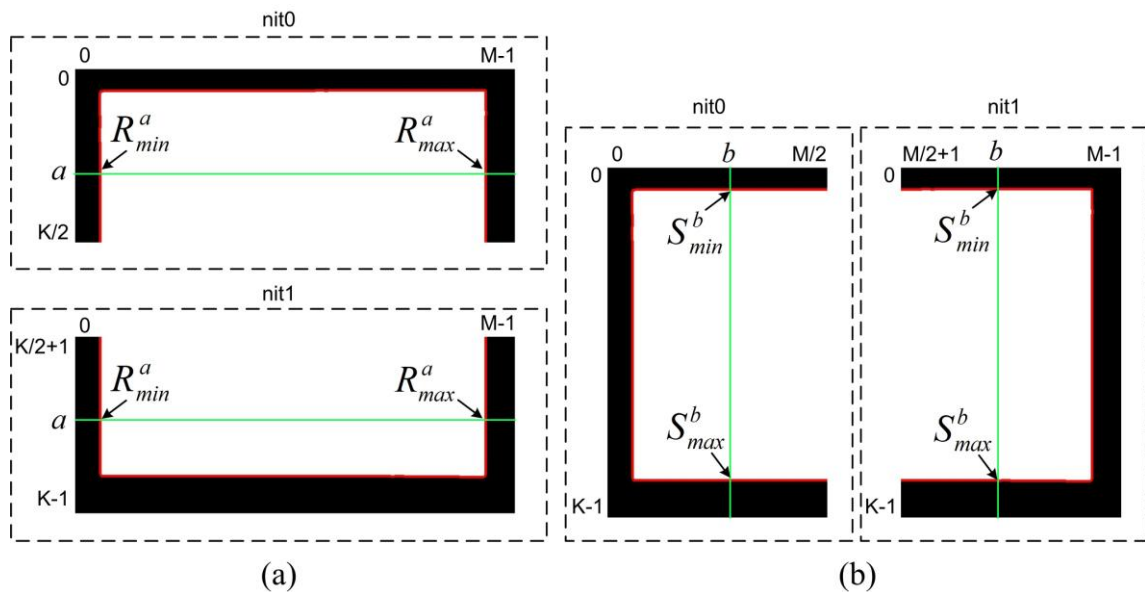 nit0
0 M-1
0
R^a_min R^a_max
a
K/2
nit1
0 M-1
K/2+1
R^a_min R^a_max
a
K-1
(a)
nit0
0 b M/2
0
S^b_min
S^b_max
K-1
nit1
M/2+1 b M-1
0
S^b_min
S^b_max
K-1
(b)